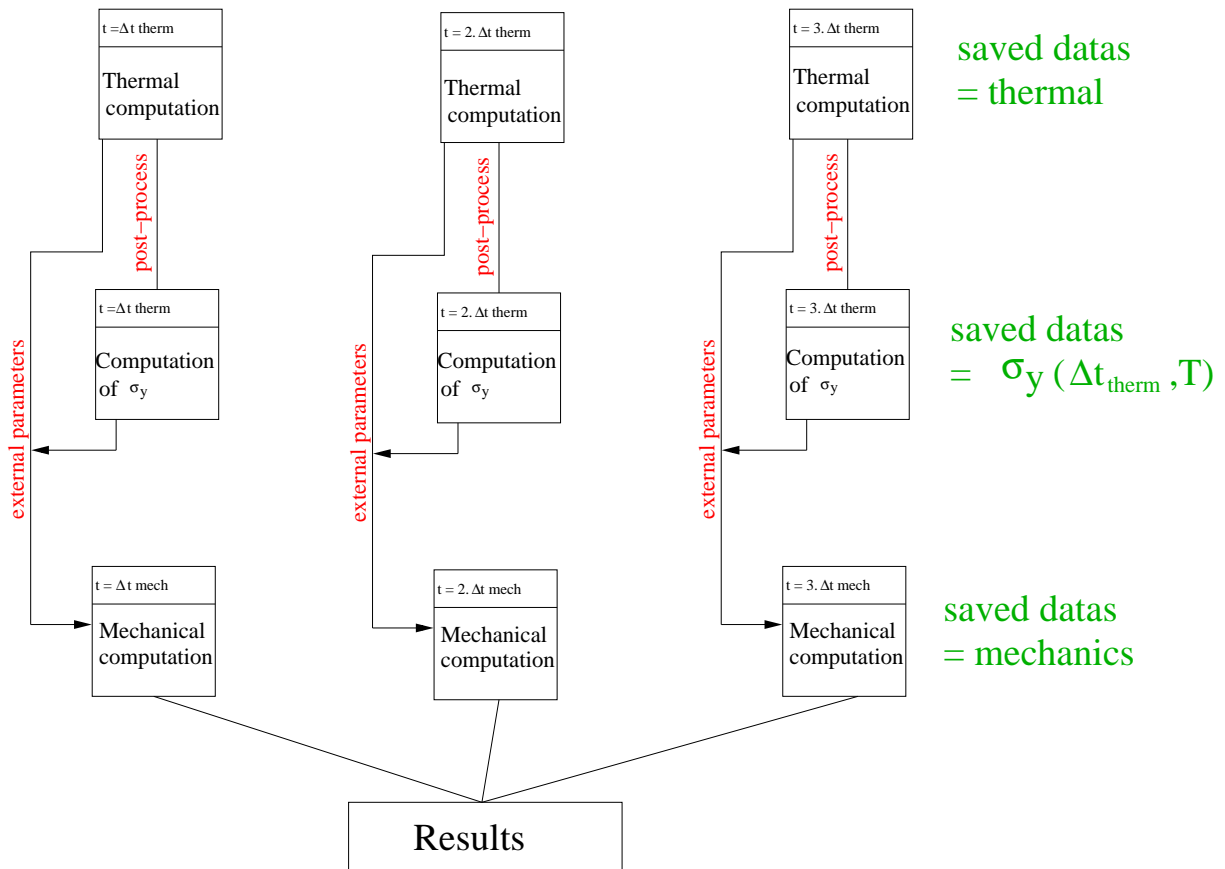 t =Δt therm
Thermal
computation
t = 2. Δt therm
Thermal
computation
t = 3. Δt therm
Thermal
computation
saved datas
= thermal
post−process
post−process
post−process
external parameters
external parameters
external parameters
t =Δt therm
Computation
of σy
t = 2. Δt therm
Computation
of σy
t = 3. Δt therm
Computation
of σy
saved datas
= σy (Δt therm ,T)
t = Δt mech
Mechanical
computation
t = 2. Δt mech
Mechanical
computation
t = 3. Δt mech
Mechanical
computation
saved datas
= mechanics
Results